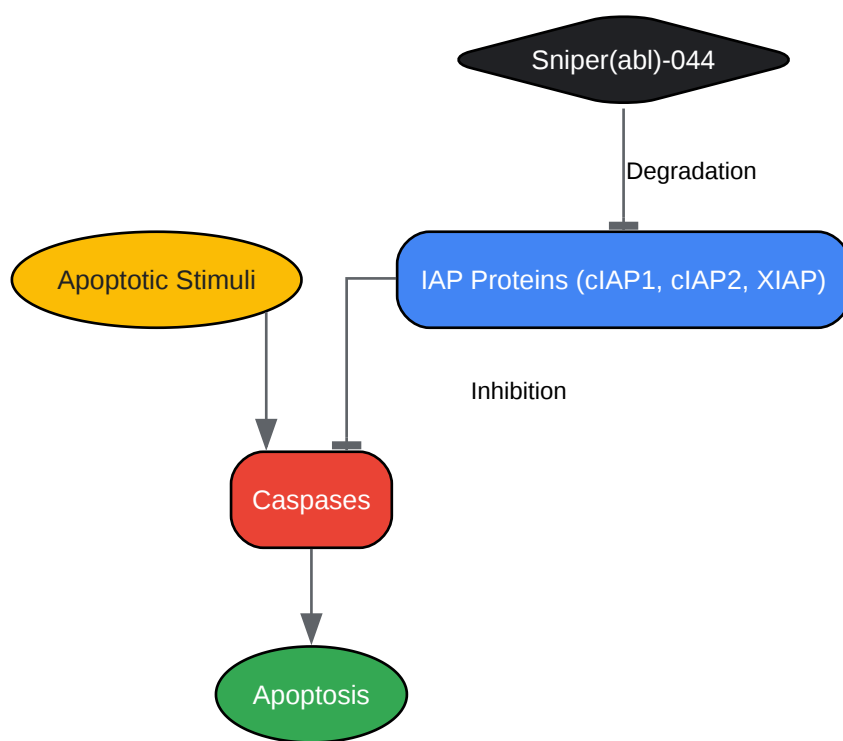 Sniper(abl)-044
Degradation
Apoptotic Stimuli
IAP Proteins (cIAP1, cIAP2, XIAP)
Inhibition
Caspases
Apoptosis